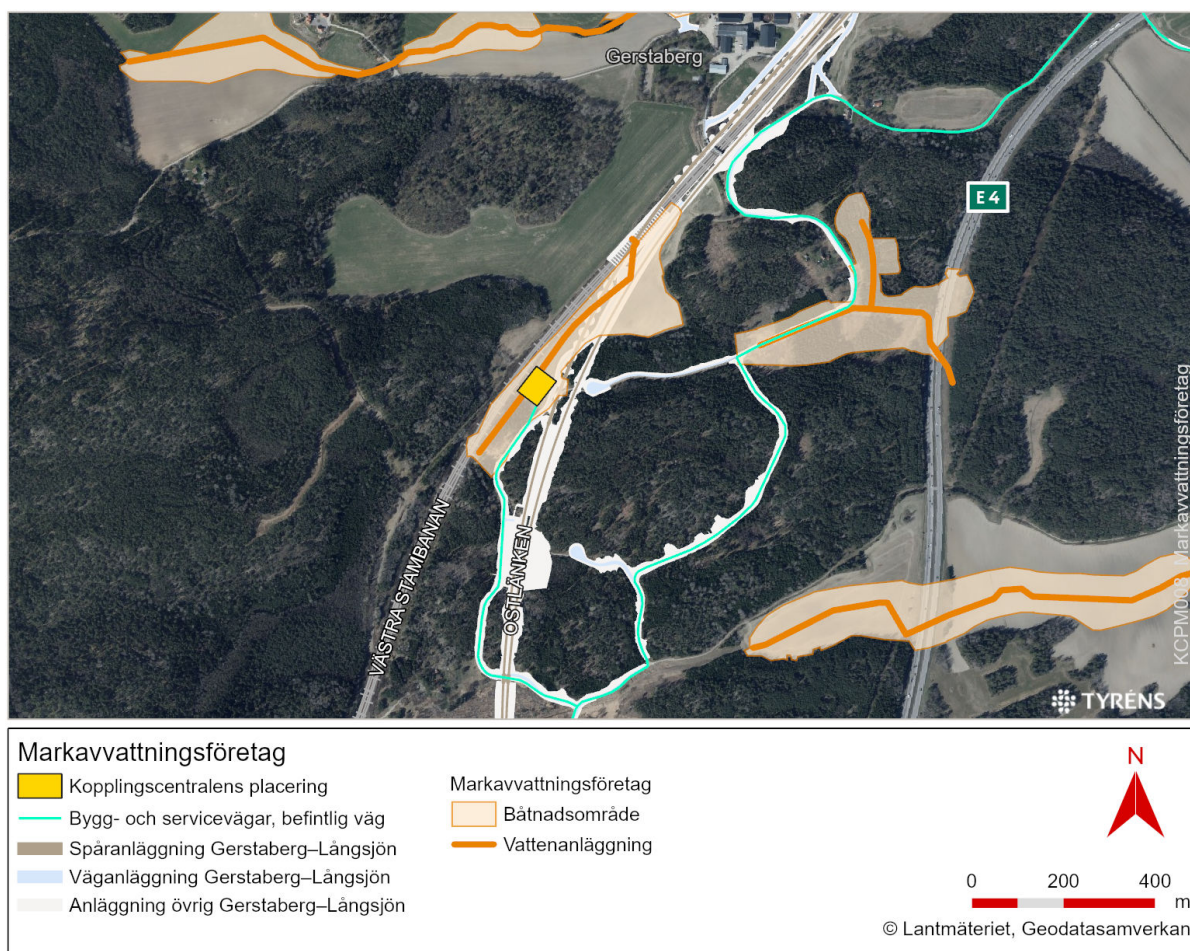 Gerstaberg
E4
VÄSTRA STAMBANAN
OSTLÄNKEN
KCPM008_Markavvattningsföretag
TYRÉNS
Markavvattningsföretag
Kopplingscentralens placering
Bygg- och servicevägar, befintlig väg
Spåranläggning Gerstaberg–Långsjön
Väganläggning Gerstaberg–Långsjön
Anläggning övrig Gerstaberg–Långsjön
Markavvattningsföretag
Båtnadsområde
Vattenanläggning
N
0 200 400
m
© Lantmäteriet, Geodatasamverkan